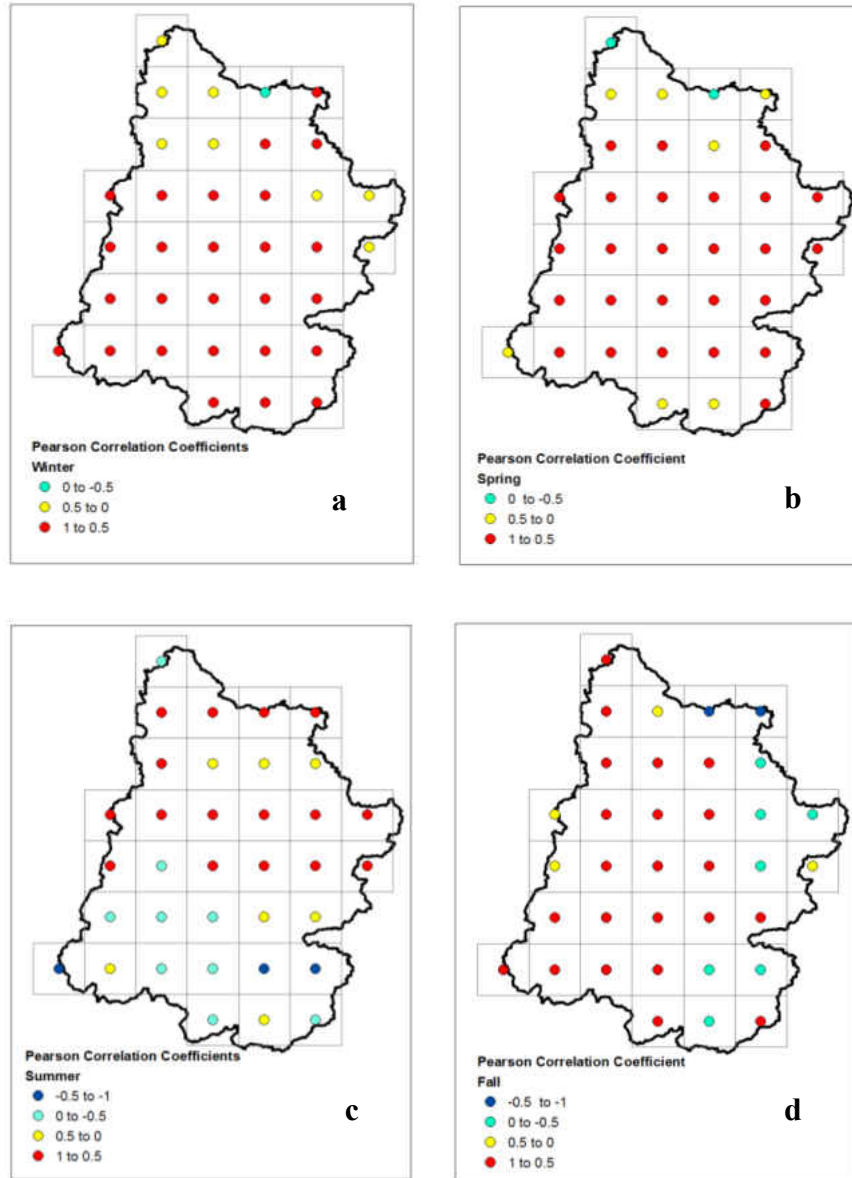 Pearson Correlation Coefficients
Winter
0 to -0.5
0.5 to 0
1 to 0.5
a
Pearson Correlation Coefficient
Spring
0 to -0.5
0.5 to 0
1 to 0.5
b
Pearson Correlation Coefficients
Summer
-0.5 to -1
0 to -0.5
0.5 to 0
1 to 0.5
c
Pearson Correlation Coefficient
Fall
-0.5 to -1
0 to -0.5
0.5 to 0
1 to 0.5
d